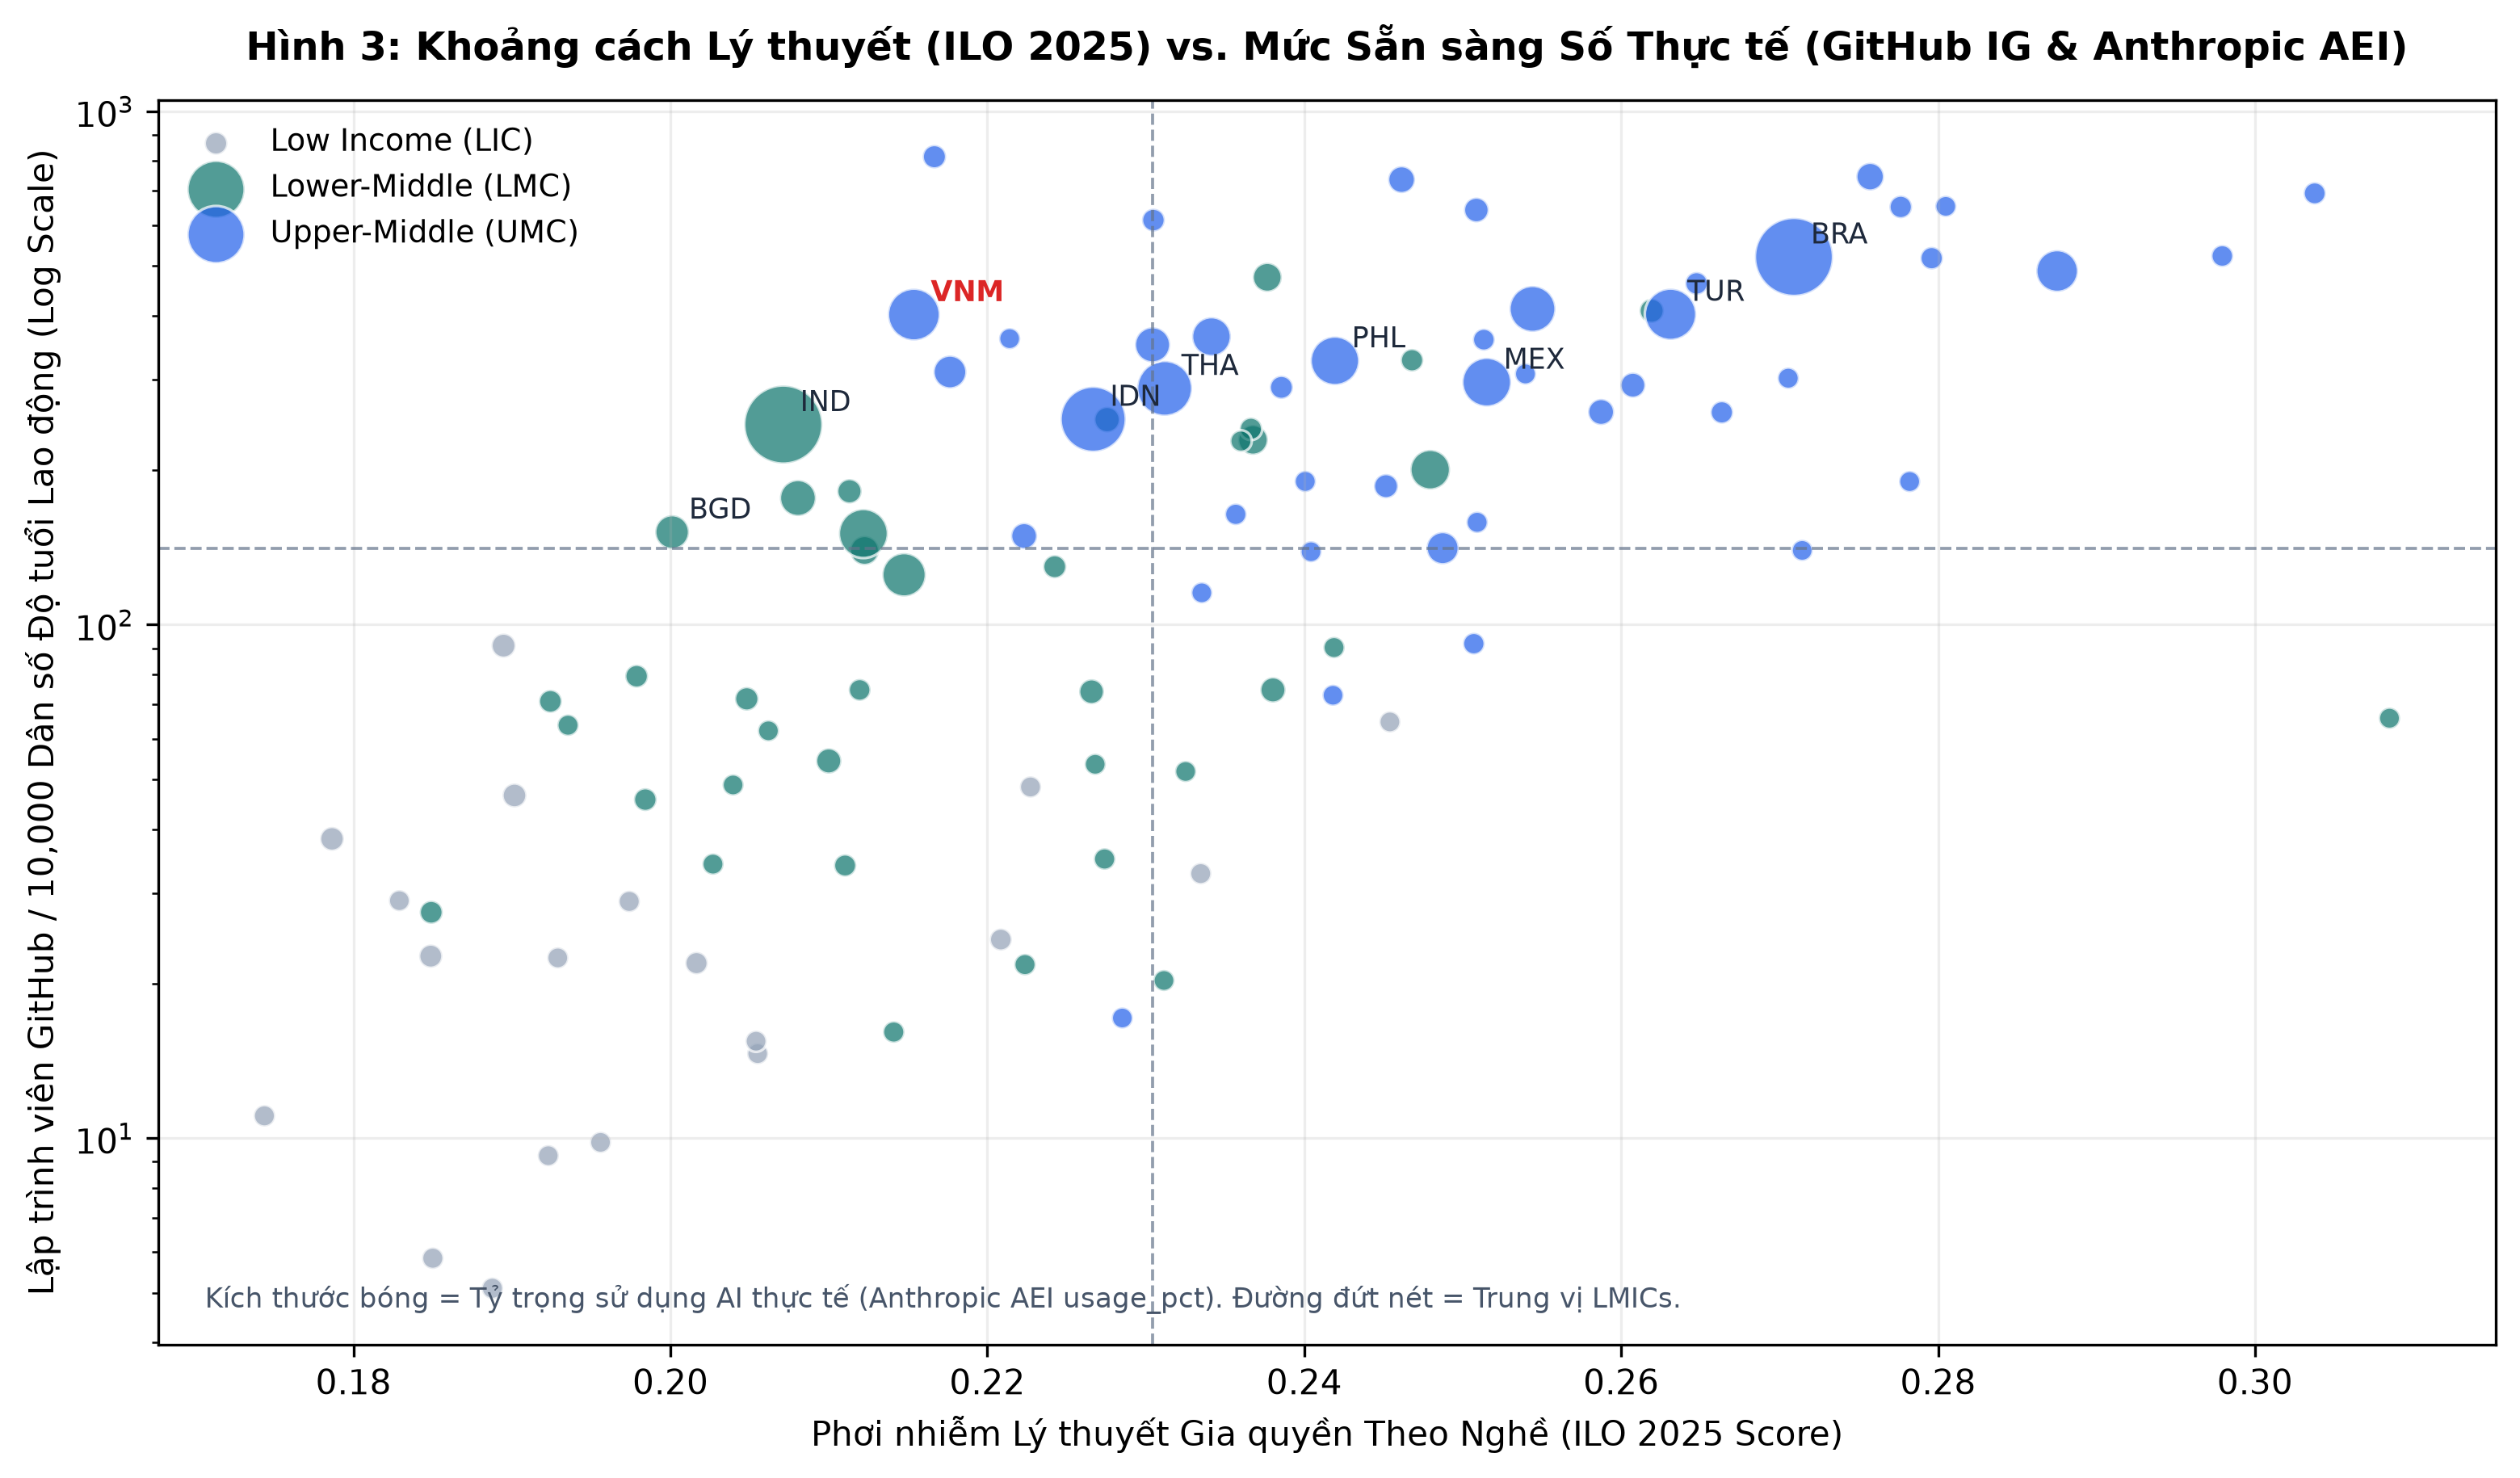 Hình 3: Khoảng cách Lý thuyết (ILO 2025) vs. Mức Sẵn sàng Số Thực tế (GitHub IG & Anthropic AEI)
Lập trình viên GitHub / 10,000 Dân số Độ tuổi Lao động (Log Scale)
10³
10²
10¹
Low Income (LIC)
Lower-Middle (LMC)
Upper-Middle (UMC)
BRA
VNM
TUR
PHL
MEX
THA
IDN
IND
BGD
Kích thước bóng = Tỷ trọng sử dụng AI thực tế (Anthropic AEI usage_pct). Đường đứt nét = Trung vị LMICs.
0.18 0.20 0.22 0.24 0.26 0.28 0.30
Phơi nhiễm Lý thuyết Gia quyền Theo Nghề (ILO 2025 Score)